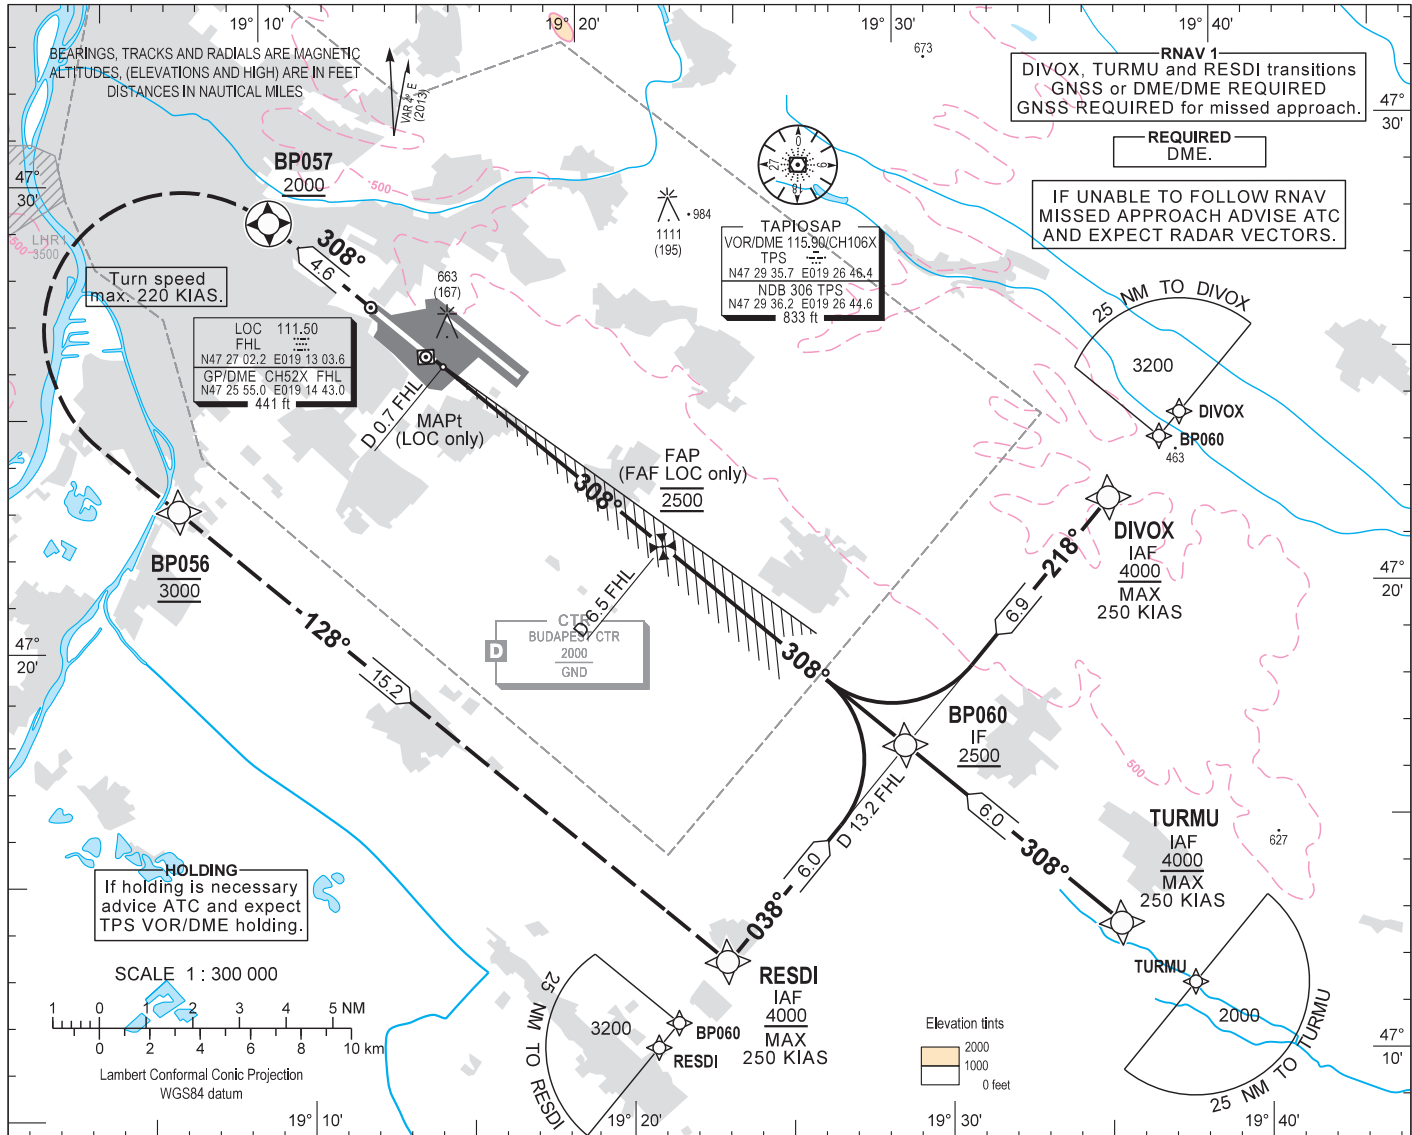 19° 10'
19° 20'
19° 30'
19° 40'
BEARINGS, TRACKS AND RADIALS ARE MAGNETIC
ALTITUDES, (ELEVATIONS AND HIGH) ARE IN FEET
DISTANCES IN NAUTICAL MILES
VAR 4° E
(2013)
673
RNAV 1
DIVOX, TURMU and RESDI transitions
GNSS or DME/DME REQUIRED
GNSS REQUIRED for missed approach.
47°
30'
REQUIRED
DME.
IF UNABLE TO FOLLOW RNAV
MISSED APPROACH ADVISE ATC
AND EXPECT RADAR VECTORS.
47°
30'
BP057
2000
500
500
LHR1
3500
0
9
18
27
984
1111
(195)
TAPIOSAP
VOR/DME 115.90/CH106X
TPS
N47 29 35.7 E019 26 46.4
NDB 306 TPS
N47 29 36.2 E019 26 44.6
833 ft
308°
4.6
Turn speed
max. 220 KIAS.
663
(167)
LOC 111.50
FHL
N47 27 02.2 E019 13 03.6
GP/DME CH52X FHL
N47 25 55.0 E019 14 43.0
441 ft
25 NM TO DIVOX
3200
DIVOX
BP060
463
D 0.7 FHL
MAPt
(LOC only)
FAP
(FAF LOC only)
2500
308°
DIVOX
IAF
4000
MAX
250 KIAS
218°
6.9
BP056
3000
D 6.5 FHL
CTR
BUDAPEST CTR
2000
GND
D
47°
20'
47°
20'
128°
15.2
308°
BP060
IF
2500
500
D 13.2 FHL
6.0
6.0
308°
TURMU
IAF
4000
MAX
250 KIAS
627
038°
HOLDING
If holding is necessary
advice ATC and expect
TPS VOR/DME holding.
RESDI
IAF
4000
MAX
250 KIAS
TURMU
2000
25 NM TO TURMU
SCALE 1 : 300 000
1 0 1 2 3 4 5 NM
0 2 4 6 8 10 km
Lambert Conformal Conic Projection
WGS84 datum
25 NM TO RESDI
3200
BP060
RESDI
Elevation tints
2000
1000
0 feet
47°
10'
19° 10'
19° 20'
19° 30'
19° 40'